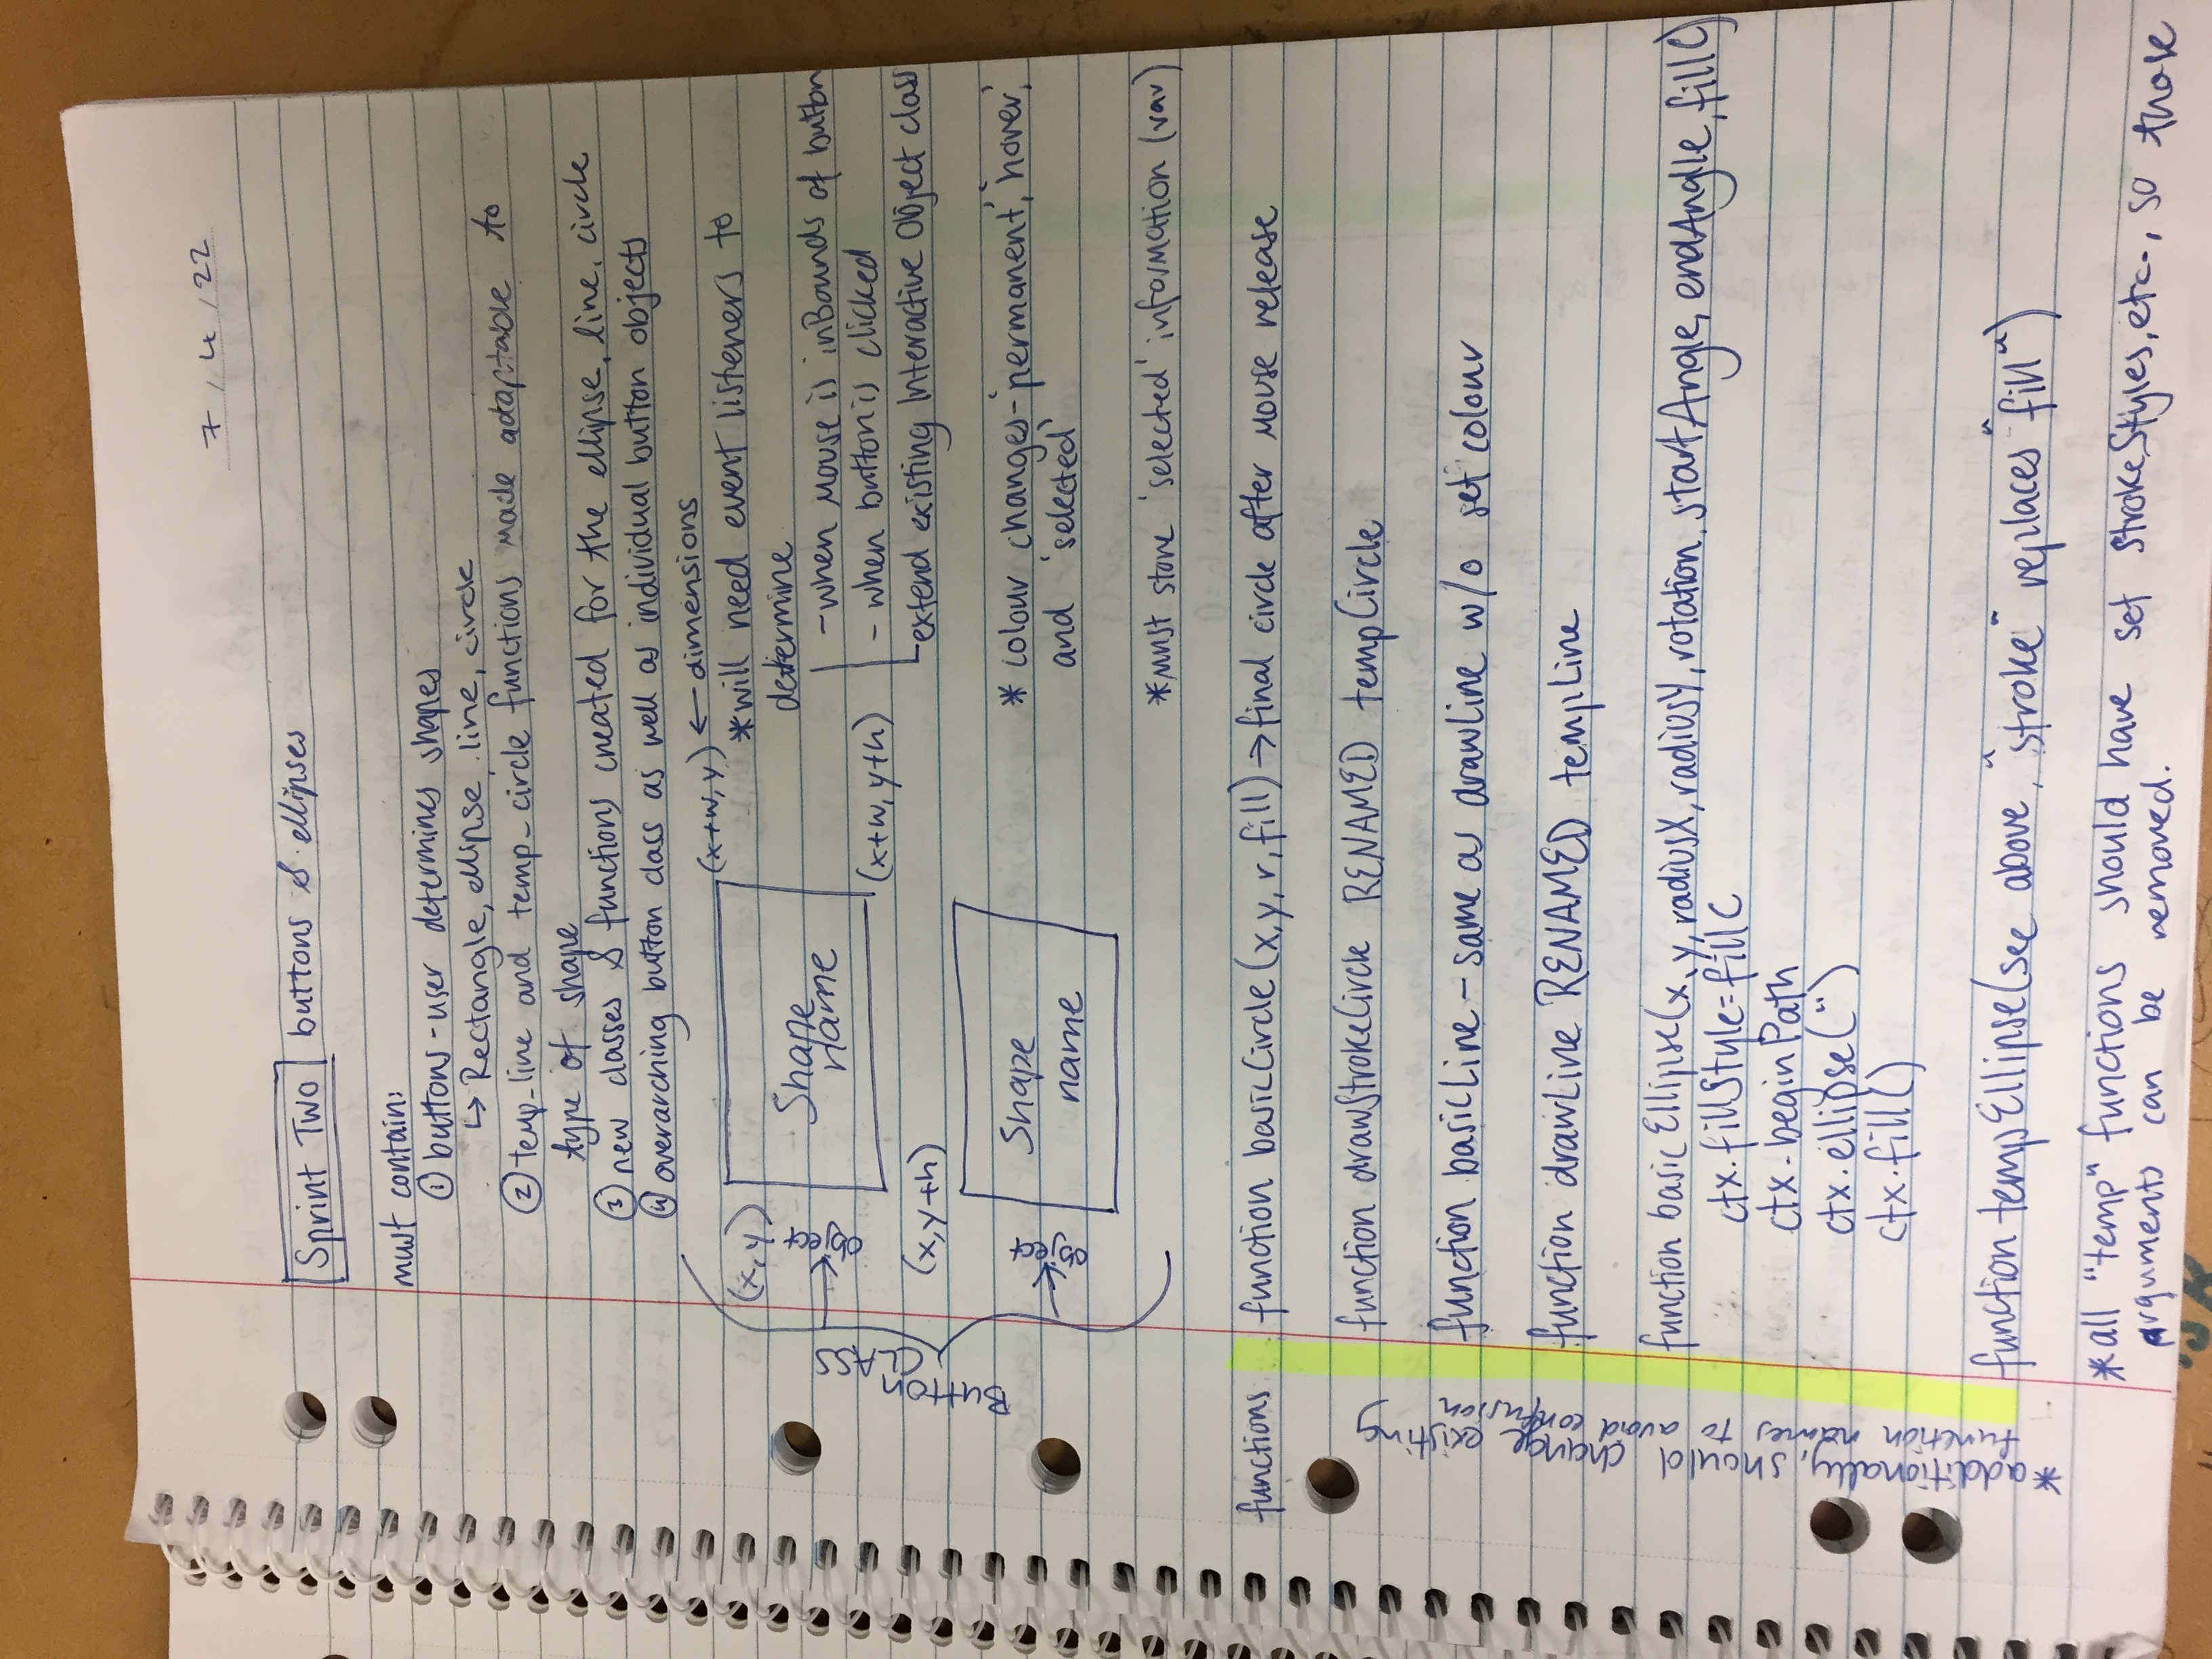 7 / 4 / 22
Sprint Two buttons & ellipses
must contain:
① buttons - user determines shapes
↳ Rectangle, ellipse, line, circle
② temp_line and temp_circle functions made adaptable to
type of shape
③ new classes & functions created for the ellipse, line, circle
④ overarching button class as well as individual button objects
(x+w, y) ← dimensions
(x, y)
object
Shape
name
(x+w, y+h)
(x, y+h)
Button
CLASS
object
Shape
name
*will need event listeners to
determine
- when mouse is inBounds of button
- when button is clicked
extend existing Interactive Object class
* colour changes - 'permanent', 'hover',
and 'selected'
*must store 'selected' information (var)
functions
function basicCircle (x, y, r, fill) → final circle after mouse release
function drawStrokeCircle RENAMED tempCircle
function basicLine - same as drawLine w/o set colour
function drawLine RENAMED tempLine
function basicEllipse(x, y, radiusX, radiusY, rotation, startAngle, endAngle, fillC)
ctx.fillStyle = fillC
ctx.beginPath
ctx.ellipse(")
ctx.fill()
function tempEllipse(see above, "stroke" replaces "fill")
*additionally, should change existing
function names to avoid confusion
*all "temp" functions should have set strokeStyles, etc., so those
arguments can be removed.